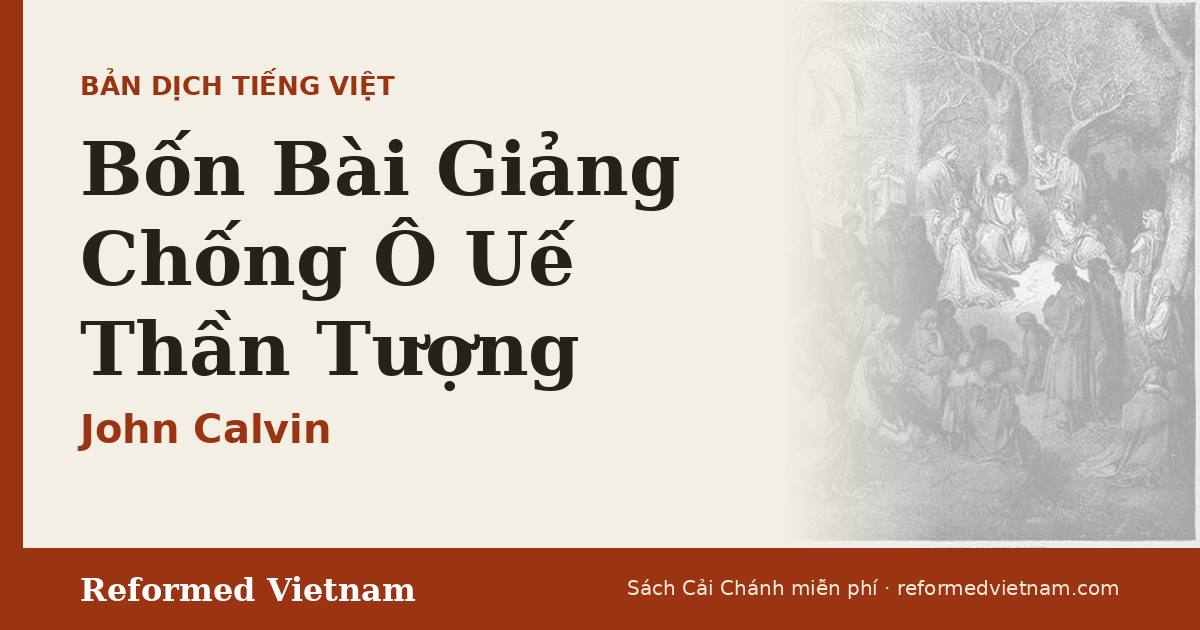 BẢN DỊCH TIẾNG VIỆT
Bốn Bài Giảng
Chống Ô Uế
Thần Tượng
John Calvin
Reformed Vietnam
Sách Cải Chánh miễn phí · reformedvietnam.com